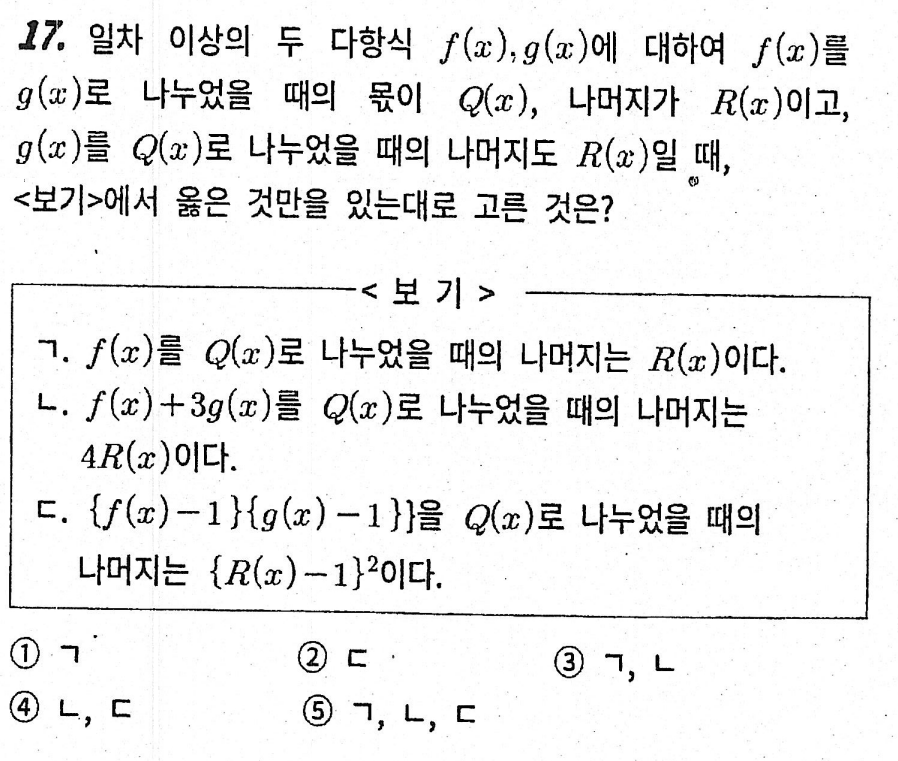 17. 일차 이상의 두 다항식 f(x), g(x)에 대하여 f(x)를
g(x)로 나누었을 때의 몫이 Q(x), 나머지가 R(x)이고,
g(x)를 Q(x)로 나누었을 때의 나머지도 R(x)일 때,
<보기>에서 옳은 것만을 있는대로 고른 것은?
< 보 기 >
ㄱ. f(x)를 Q(x)로 나누었을 때의 나머지는 R(x)이다.
ㄴ. f(x)+3g(x)를 Q(x)로 나누었을 때의 나머지는
4R(x)이다.
ㄷ. {f(x)-1}{g(x)-1}}을 Q(x)로 나누었을 때의
나머지는 {R(x)-1}²이다.
① ㄱ ② ㄷ ③ ㄱ, ㄴ
④ ㄴ, ㄷ ⑤ ㄱ, ㄴ, ㄷ